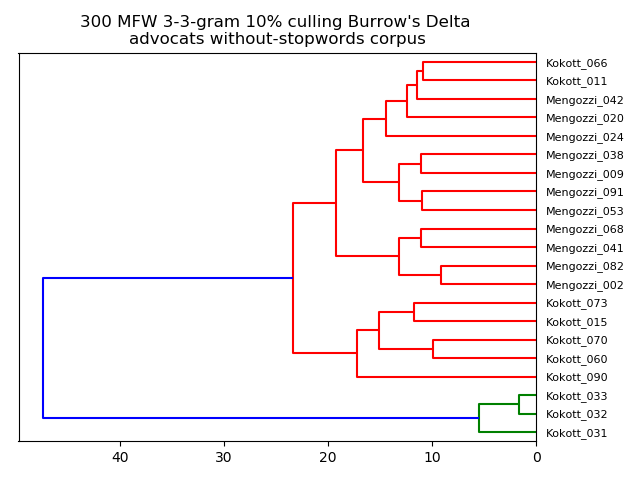 300 MFW 3-3-gram 10% culling Burrow's Delta
advocats without-stopwords corpus
Kokott_066
Kokott_011
Mengozzi_042
Mengozzi_020
Mengozzi_024
Mengozzi_038
Mengozzi_009
Mengozzi_091
Mengozzi_053
Mengozzi_068
Mengozzi_041
Mengozzi_082
Mengozzi_002
Kokott_073
Kokott_015
Kokott_070
Kokott_060
Kokott_090
Kokott_033
Kokott_032
Kokott_031
40 30 20 10 0